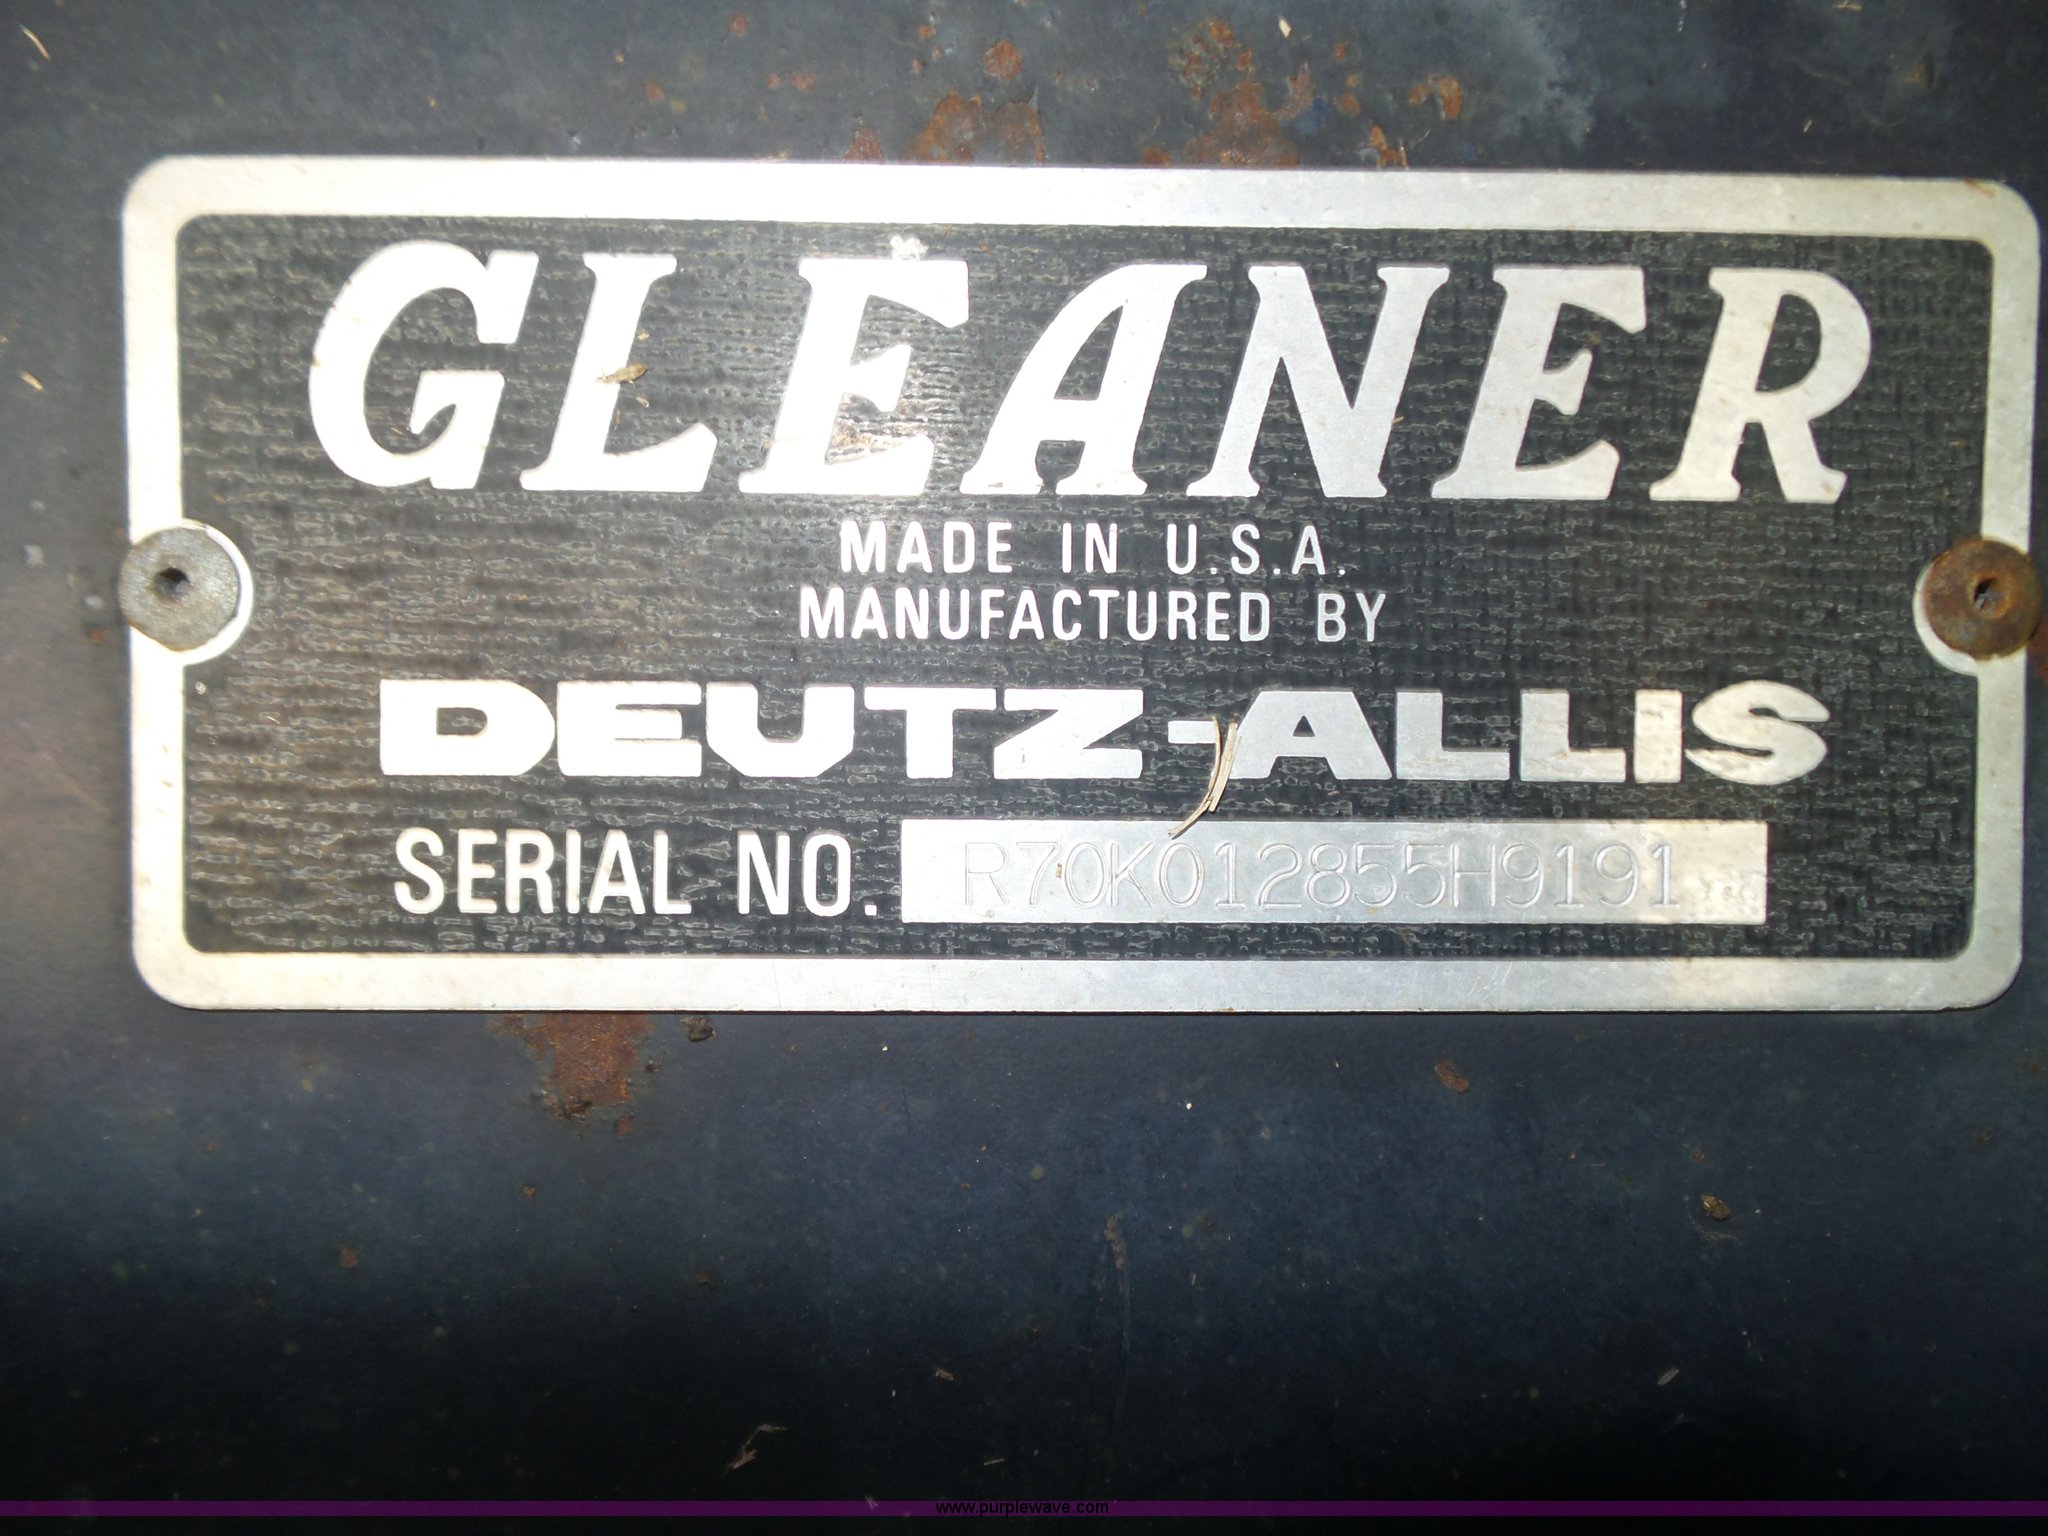 GLEANER
MADE IN U.S.A.
MANUFACTURED BY
DEUTZ-ALLIS
SERIAL NO. R70K012855H9191
www.purplewave.com